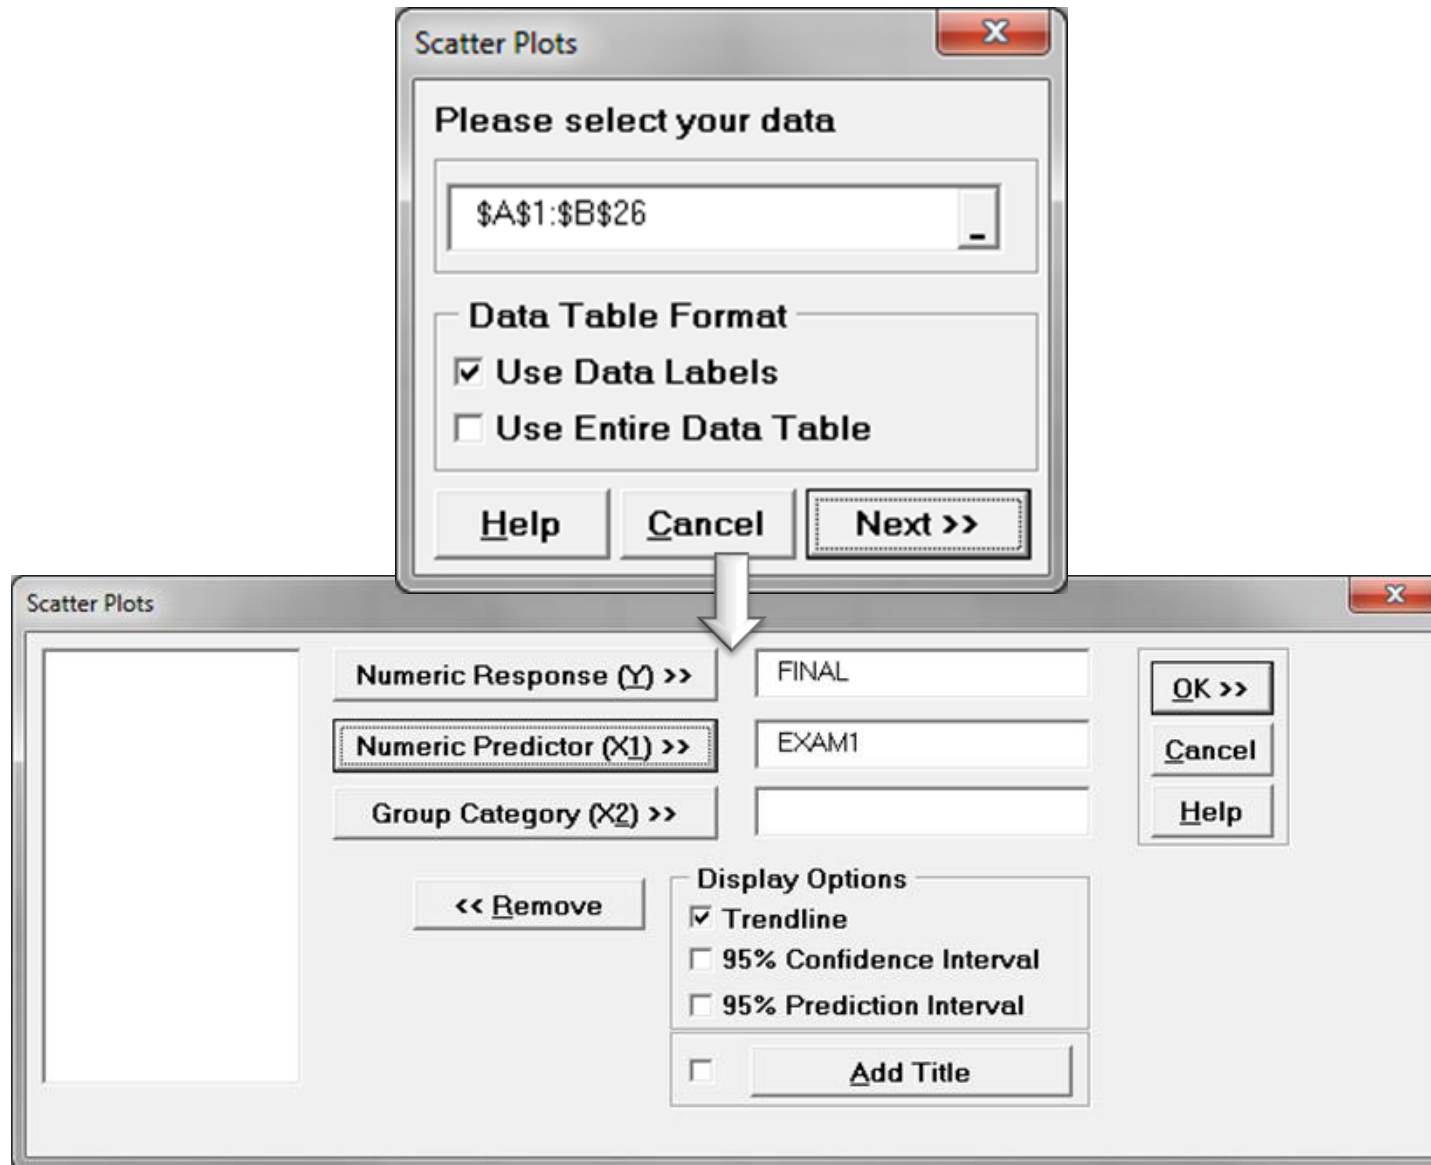 Scatter Plots
Please select your data
$A$1:$B$26
Data Table Format
Use Data Labels
Use Entire Data Table
Help Cancel Next >>
Scatter Plots
Numeric Response (Y) >> FINAL OK >>
Numeric Predictor (X1) >> EXAM1 Cancel
Group Category (X2) >> Help
Display Options
<< Remove
Trendline
95% Confidence Interval
95% Prediction Interval
Add Title